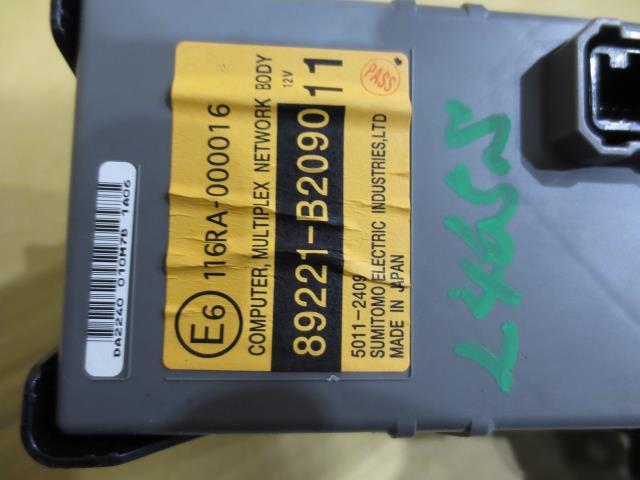 E6 116RA-000016
COMPUTER, MULTIPLEX NETWORK BODY
12V
89221-B2090 11
5011-2409
SUMITOMO ELECTRIC INDUSTRIES,LTD
MADE IN JAPAN
PASS
DA2240 010M7B 1A06
L465S